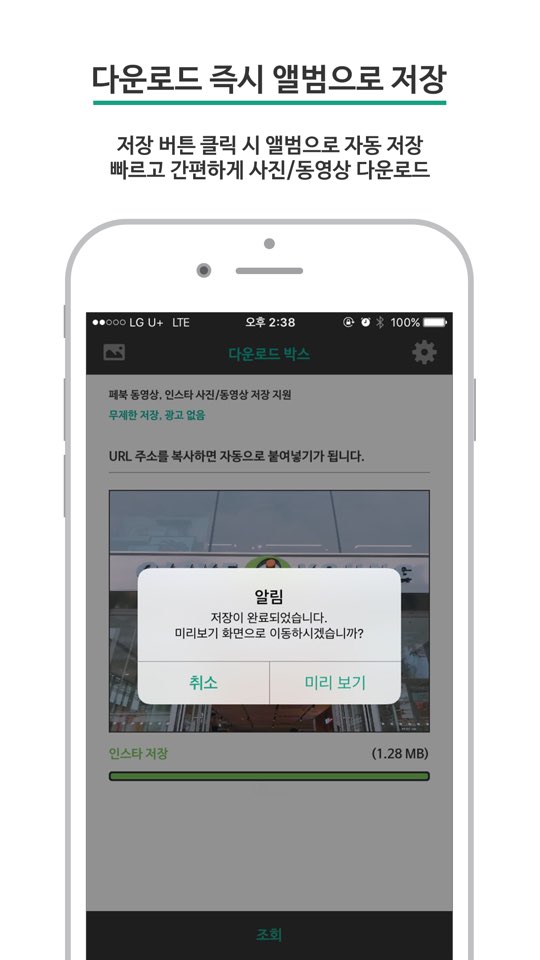 다운로드 즉시 앨범으로 저장
저장 버튼 클릭 시 앨범으로 자동 저장
빠르고 간편하게 사진/동영상 다운로드
LG U+ LTE 오후 2:38 100%
다운로드 박스
페북 동영상, 인스타 사진/동영상 저장 지원
무제한 저장, 광고 없음
URL 주소를 복사하면 자동으로 붙여넣기가 됩니다.
알림
저장이 완료되었습니다.
미리보기 화면으로 이동하시겠습니까?
취소 미리 보기
인스타 저장 (1.28 MB)
조회